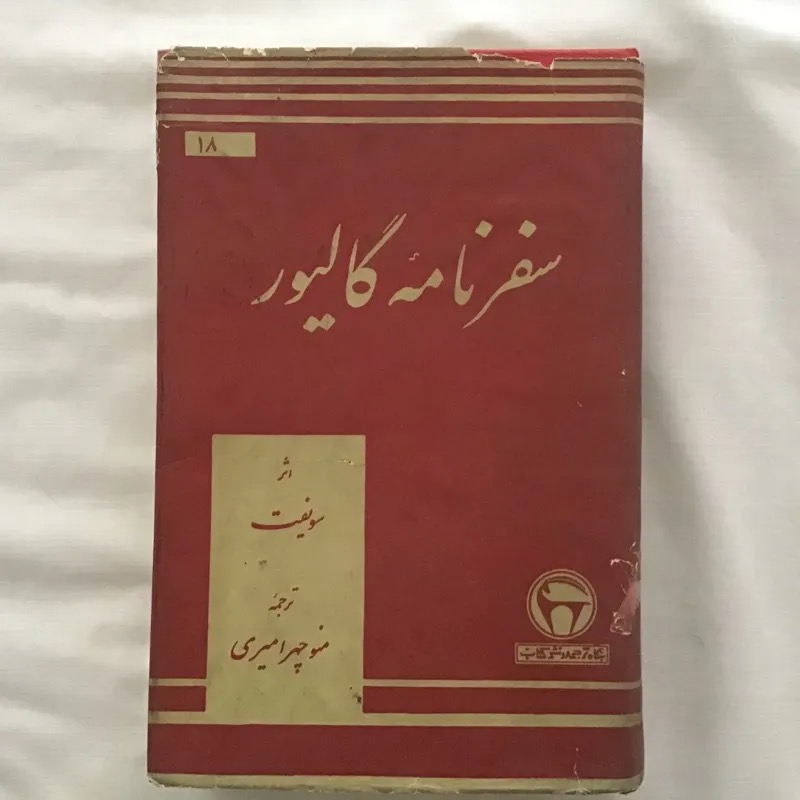 ۱۸
سفرنامهٔ گالیور
اثر
سویفت
ترجمهٔ
منوچهر امیری
بنگاه ترجمه و نشر کتاب